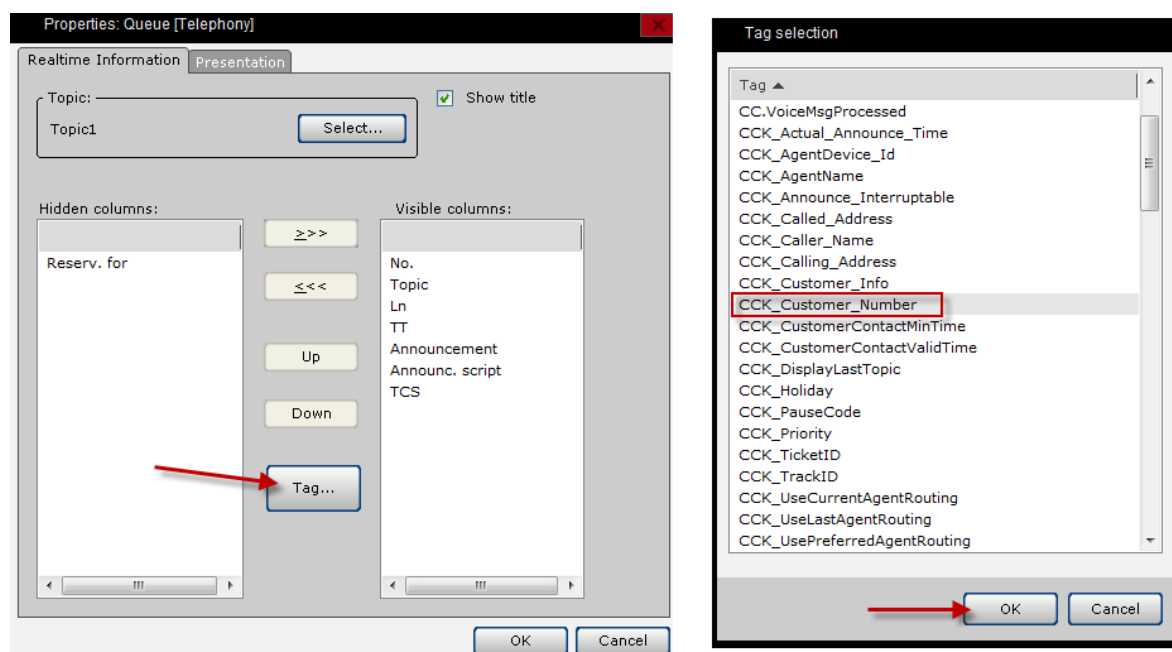 Properties: Queue [Telephony]
Realtime Information
Presentation
Topic:
Show title
Topic1
Select...
Hidden columns:
Visible columns:
>>>
Reserv. for
<<<
No.
Topic
Ln
TT
Announcement
Announc. script
TCS
Up
Down
Tag...
OK
Cancel
Tag selection
Tag
CC.VoiceMsgProcessed
CCK_Actual_Announce_Time
CCK_AgentDevice_Id
CCK_AgentName
CCK_Announce_Interruptable
CCK_Called_Address
CCK_Caller_Name
CCK_Calling_Address
CCK_Customer_Info
CCK_Customer_Number
CCK_CustomerContactMinTime
CCK_CustomerContactValidTime
CCK_DisplayLastTopic
CCK_Holiday
CCK_PauseCode
CCK_Priority
CCK_TicketID
CCK_TrackID
CCK_UseCurrentAgentRouting
CCK_UseLastAgentRouting
CCK_UsePreferredAgentRouting
OK
Cancel